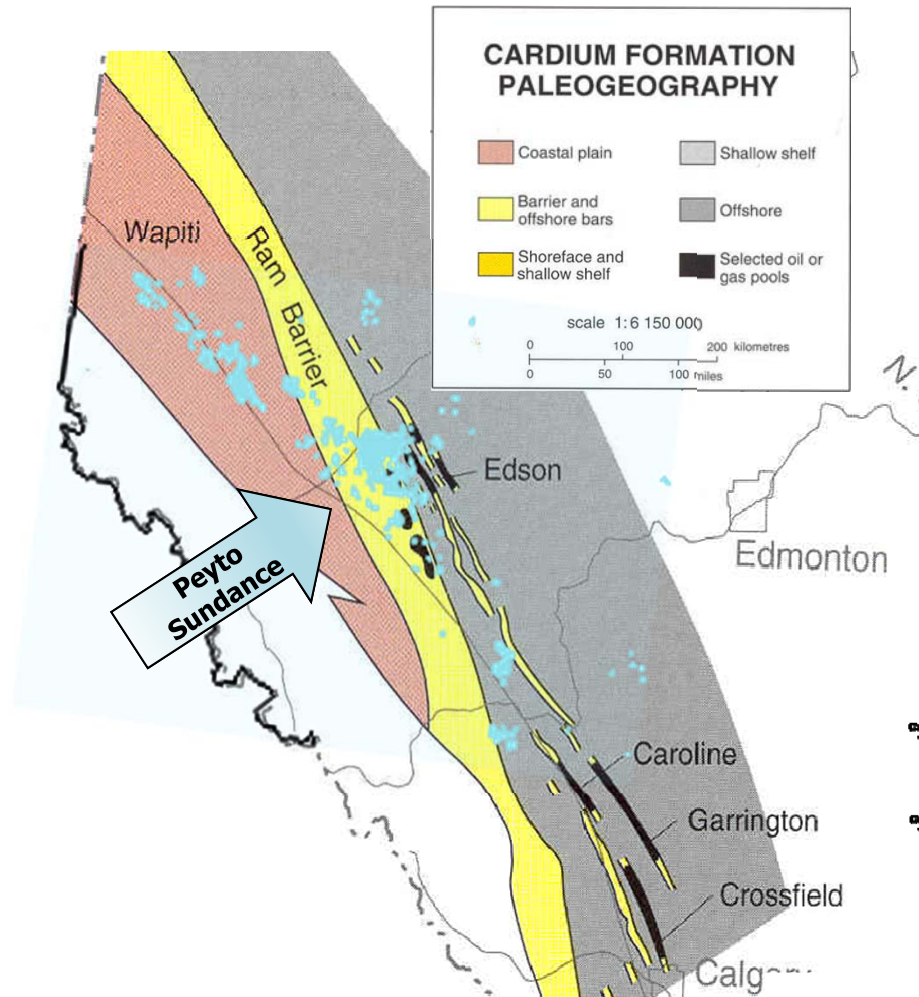 CARDIUM FORMATION
PALEOGEOGRAPHY
Coastal plain
Shallow shelf
Barrier and
offshore bars
Offshore
Shoreface and
shallow shelf
Selected oil or
gas pools
scale 1:6 150 000
0 100 200 kilometres
0 50 100 miles
N.
Wapiti
Ram Barrier
Edson
Edmonton
Peyto
Sundance
Caroline
Garrington
Crossfield